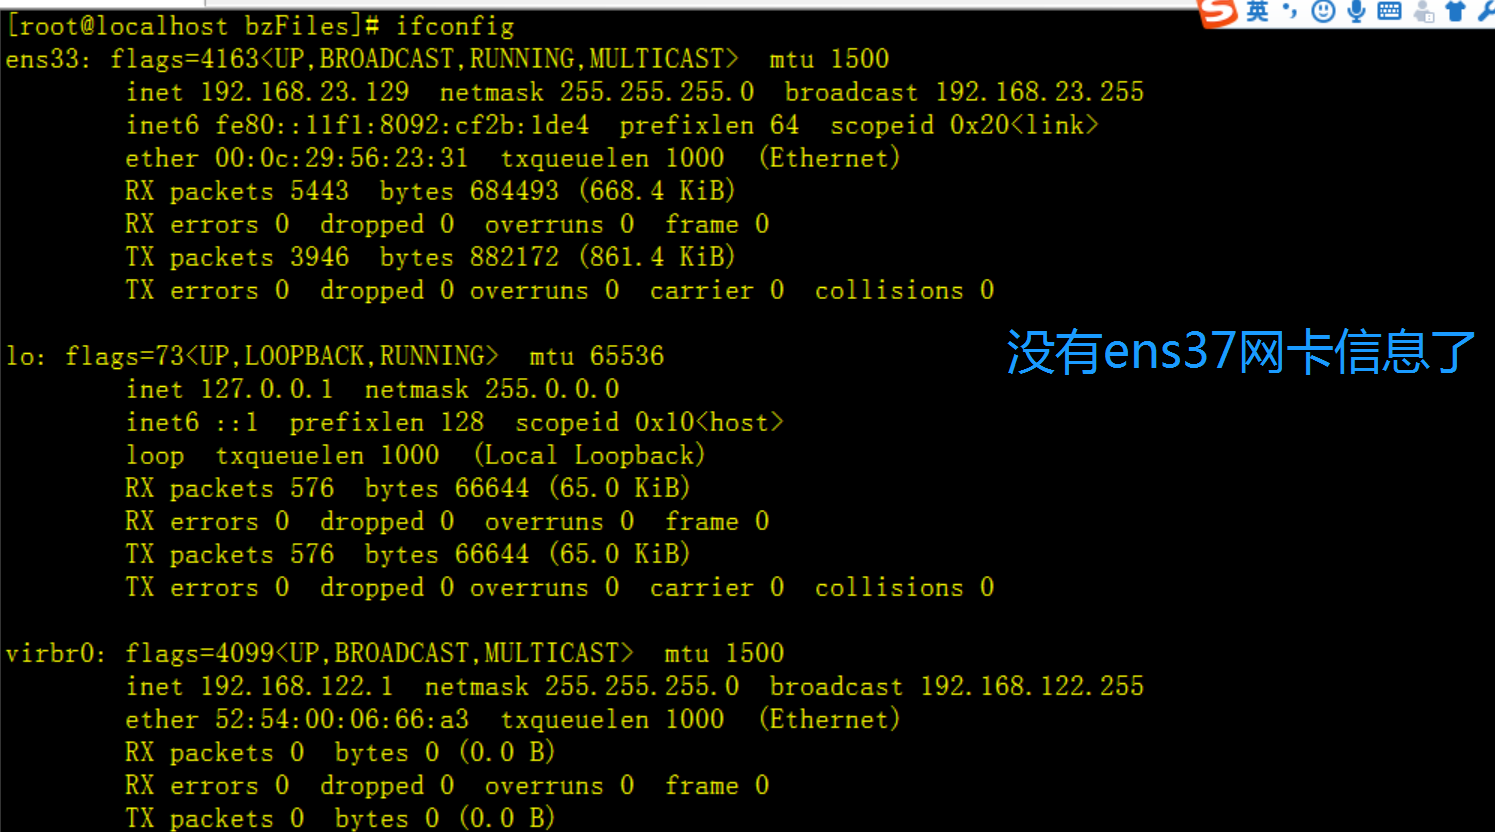 英
[root@localhost bzFiles]# ifconfig
ens33: flags=4163<UP,BROADCAST,RUNNING,MULTICAST>  mtu 1500
inet 192.168.23.129  netmask 255.255.255.0  broadcast 192.168.23.255
inet6 fe80::11f1:8092:cf2b:1de4  prefixlen 64  scopeid 0x20<link>
ether 00:0c:29:56:23:31  txqueuelen 1000  (Ethernet)
RX packets 5443  bytes 684493 (668.4 KiB)
RX errors 0  dropped 0  overruns 0  frame 0
TX packets 3946  bytes 882172 (861.4 KiB)
TX errors 0  dropped 0 overruns 0  carrier 0  collisions 0
没有ens37网卡信息了
lo: flags=73<UP,LOOPBACK,RUNNING>  mtu 65536
inet 127.0.0.1  netmask 255.0.0.0
inet6 ::1  prefixlen 128  scopeid 0x10<host>
loop  txqueuelen 1000  (Local Loopback)
RX packets 576  bytes 66644 (65.0 KiB)
RX errors 0  dropped 0  overruns 0  frame 0
TX packets 576  bytes 66644 (65.0 KiB)
TX errors 0  dropped 0 overruns 0  carrier 0  collisions 0
virbr0: flags=4099<UP,BROADCAST,MULTICAST>  mtu 1500
inet 192.168.122.1  netmask 255.255.255.0  broadcast 192.168.122.255
ether 52:54:00:06:66:a3  txqueuelen 1000  (Ethernet)
RX packets 0  bytes 0 (0.0 B)
RX errors 0  dropped 0  overruns 0  frame 0
TX packets 0  bytes 0 (0.0 B)